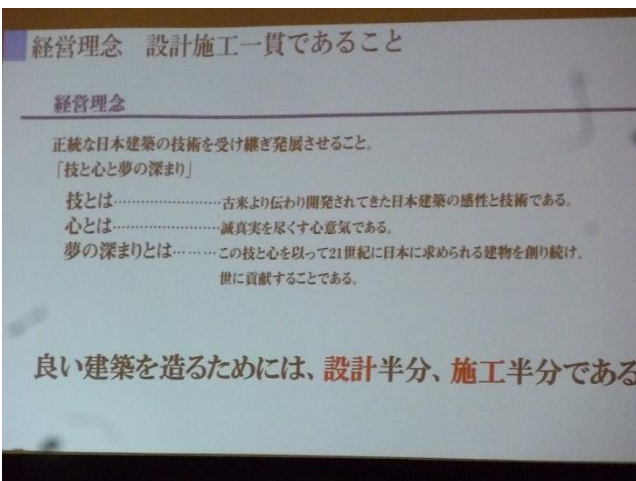 経営理念　設計施工一貫であること
経営理念
正統な日本建築の技術を受け継ぎ発展させること。
「技と心と夢の深まり」
技とは……………………古来より伝わり開発されてきた日本建築の感性と技術である。
心とは……………………誠真実を尽くす心意気である。
夢の深まりとは………この技と心を以って21世紀に日本に求められる建物を創り続け、
世に貢献することである。
良い建築を造るためには、設計半分、施工半分である